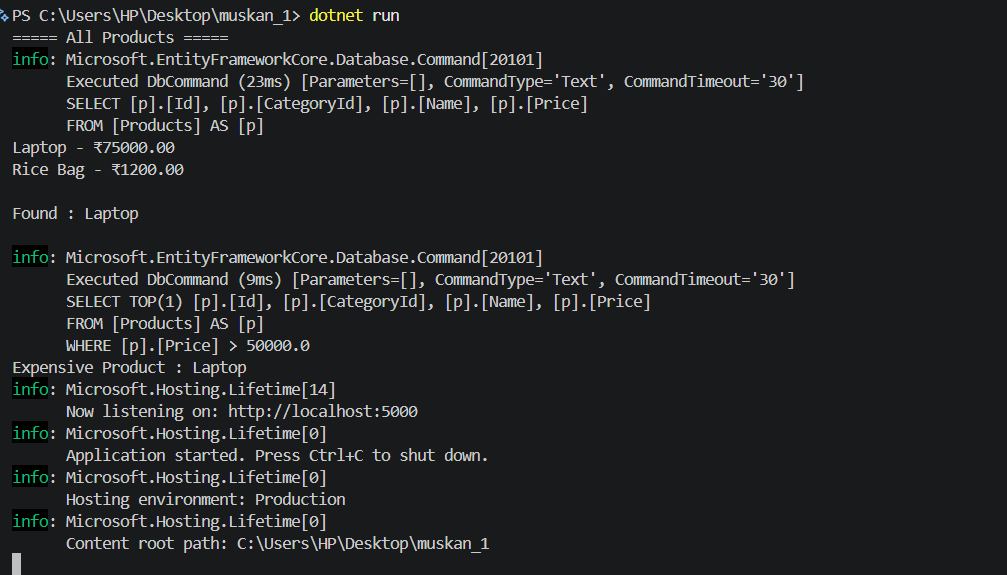 PS C:\Users\HP\Desktop\muskan_1> dotnet run
===== All Products =====
info: Microsoft.EntityFrameworkCore.Database.Command[20101]
      Executed DbCommand (23ms) [Parameters=[], CommandType='Text', CommandTimeout='30']
      SELECT [p].[Id], [p].[CategoryId], [p].[Name], [p].[Price]
      FROM [Products] AS [p]
Laptop - ₹75000.00
Rice Bag - ₹1200.00

Found : Laptop

info: Microsoft.EntityFrameworkCore.Database.Command[20101]
      Executed DbCommand (9ms) [Parameters=[], CommandType='Text', CommandTimeout='30']
      SELECT TOP(1) [p].[Id], [p].[CategoryId], [p].[Name], [p].[Price]
      FROM [Products] AS [p]
      WHERE [p].[Price] > 50000.0
Expensive Product : Laptop
info: Microsoft.Hosting.Lifetime[14]
      Now listening on: http://localhost:5000
info: Microsoft.Hosting.Lifetime[0]
      Application started. Press Ctrl+C to shut down.
info: Microsoft.Hosting.Lifetime[0]
      Hosting environment: Production
info: Microsoft.Hosting.Lifetime[0]
      Content root path: C:\Users\HP\Desktop\muskan_1